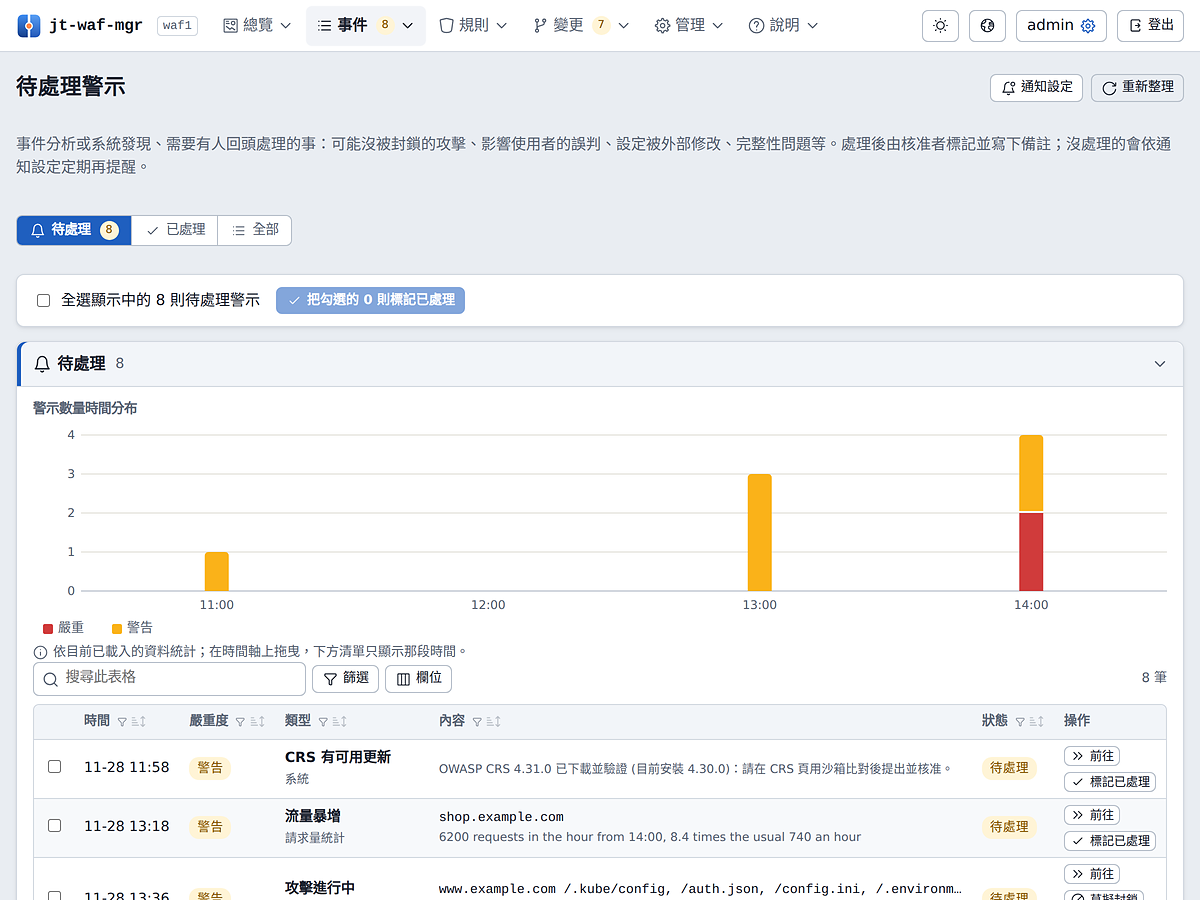 jt-waf-mgr waf1 總覽 事件 8 規則 變更 7 管理 說明 admin 登出
待處理警示
通知設定 重新整理
事件分析或系統發現、需要有人回頭處理的事：可能沒被封鎖的攻擊、影響使用者的誤判、設定被外部修改、完整性問題等。處理後由核准者標記並寫下備註；沒處理的會依通
知設定定期再提醒。
待處理 8 已處理 全部
全選顯示中的 8 則待處理警示 把勾選的 0 則標記已處理
待處理 8
警示數量時間分布
4
3
2
1
0
11:00 12:00 13:00 14:00
嚴重 警告
依目前已載入的資料統計；在時間軸上拖曳，下方清單只顯示那段時間。
搜尋此表格 篩選 欄位 8 筆
時間 嚴重度 類型 內容 狀態 操作
11-28 11:58 警告 CRS 有可用更新 系統 OWASP CRS 4.31.0 已下載並驗證 (目前安裝 4.30.0)：請在 CRS 頁用沙箱比對後提出並核准。 待處理 前往
標記已處理
11-28 13:18 警告 流量暴增 shop.example.com 待處理 前往
請求量統計 6200 requests in the hour from 14:00, 8.4 times the usual 740 an hour 標記已處理
11-28 13:36 警告 攻擊進行中 www.example.com /.kube/config, /auth.json, /config.ini, /.environm… 待處理 前往